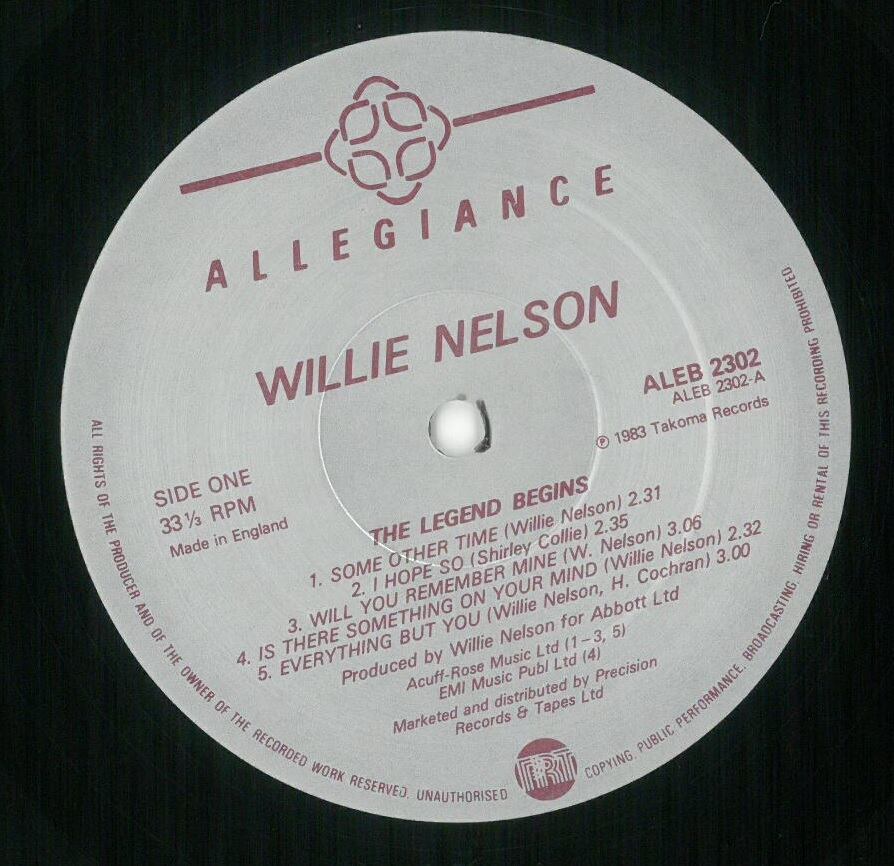 ALLEGIANCE
WILLIE NELSON
ALEB 2302
ALEB 2302-A
℗ 1983 Takoma Records
SIDE ONE
33 ⅓ RPM
Made in England
THE LEGEND BEGINS
1. SOME OTHER TIME (Willie Nelson) 2.31
2. I HOPE SO (Shirley Collie) 2.35
3. WILL YOU REMEMBER MINE (W. Nelson) 3.06
4. IS THERE SOMETHING ON YOUR MIND (Willie Nelson) 2.32
5. EVERYTHING BUT YOU (Willie Nelson, H. Cochran) 3.00
Produced by Willie Nelson for Abbott Ltd
Acuff-Rose Music Ltd (1–3, 5)
EMI Music Publ Ltd (4)
Marketed and distributed by Precision
Records & Tapes Ltd
ALL RIGHTS OF THE PRODUCER AND OF THE OWNER OF THE RECORDED WORK RESERVED. UNAUTHORISED
PRT
COPYING, PUBLIC PERFORMANCE, BROADCASTING, HIRING OR RENTAL OF THIS RECORDING PROHIBITED